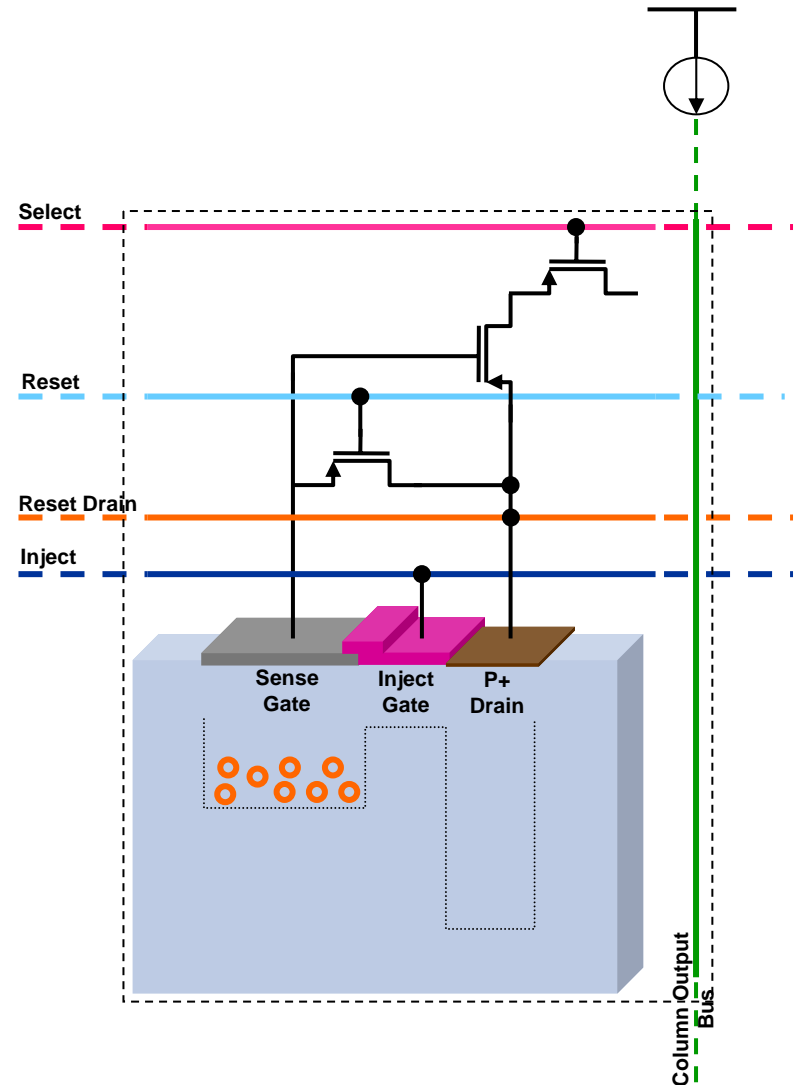 Select
Reset
Reset Drain
Inject
Sense
Gate
Inject
Gate
P+
Drain
Column Output
Bus